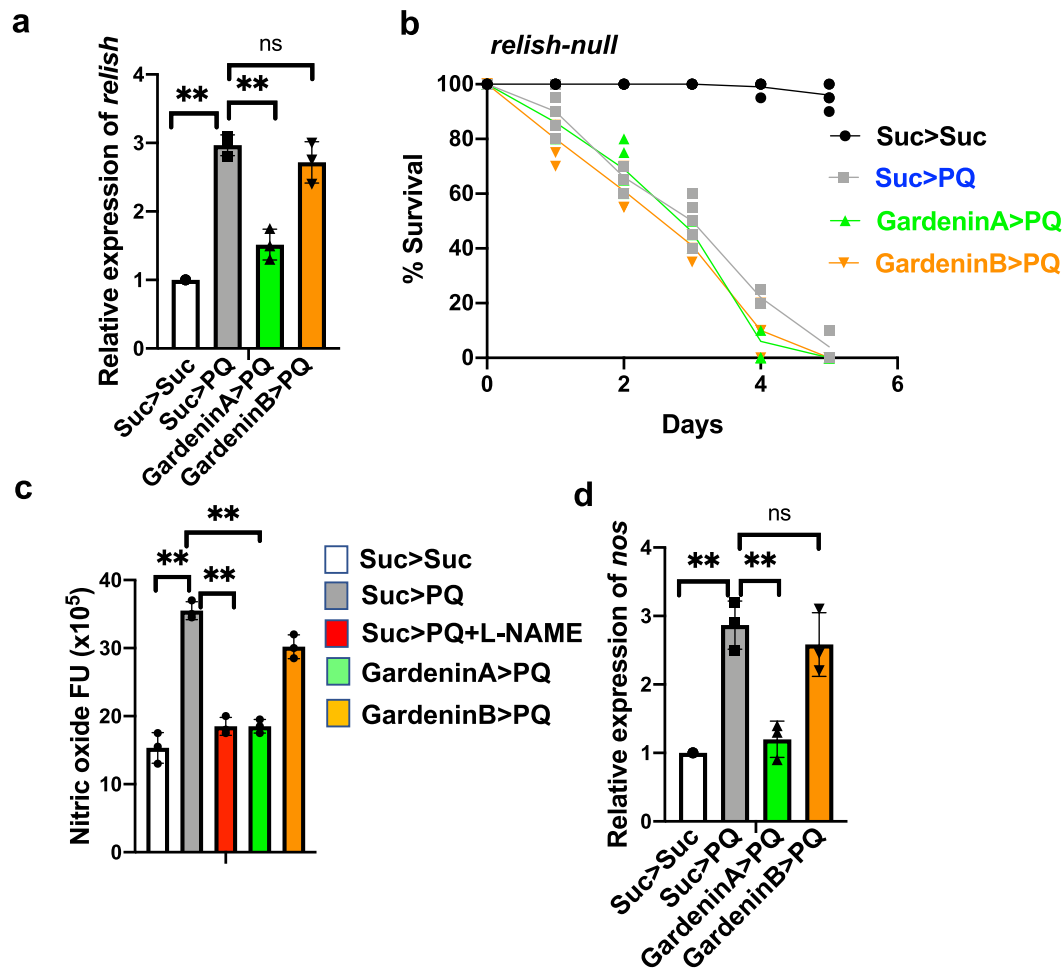 a
Relative expression of relish
4
3
2
1
0
**
**
ns
Suc>Suc
Suc>PQ
GardeninA>PQ
GardeninB>PQ
b
relish-null
% Survival
100
80
60
40
20
0
0
2
4
6
Days
Suc>Suc
Suc>PQ
GardeninA>PQ
GardeninB>PQ
c
Nitric oxide FU (x10⁵)
40
30
20
10
0
**
**
**
Suc>Suc
Suc>PQ
Suc>PQ+L-NAME
GardeninA>PQ
GardeninB>PQ
d
Relative expression of nos
4
3
2
1
0
**
**
ns
Suc>Suc
Suc>PQ
GardeninA>PQ
GardeninB>PQ